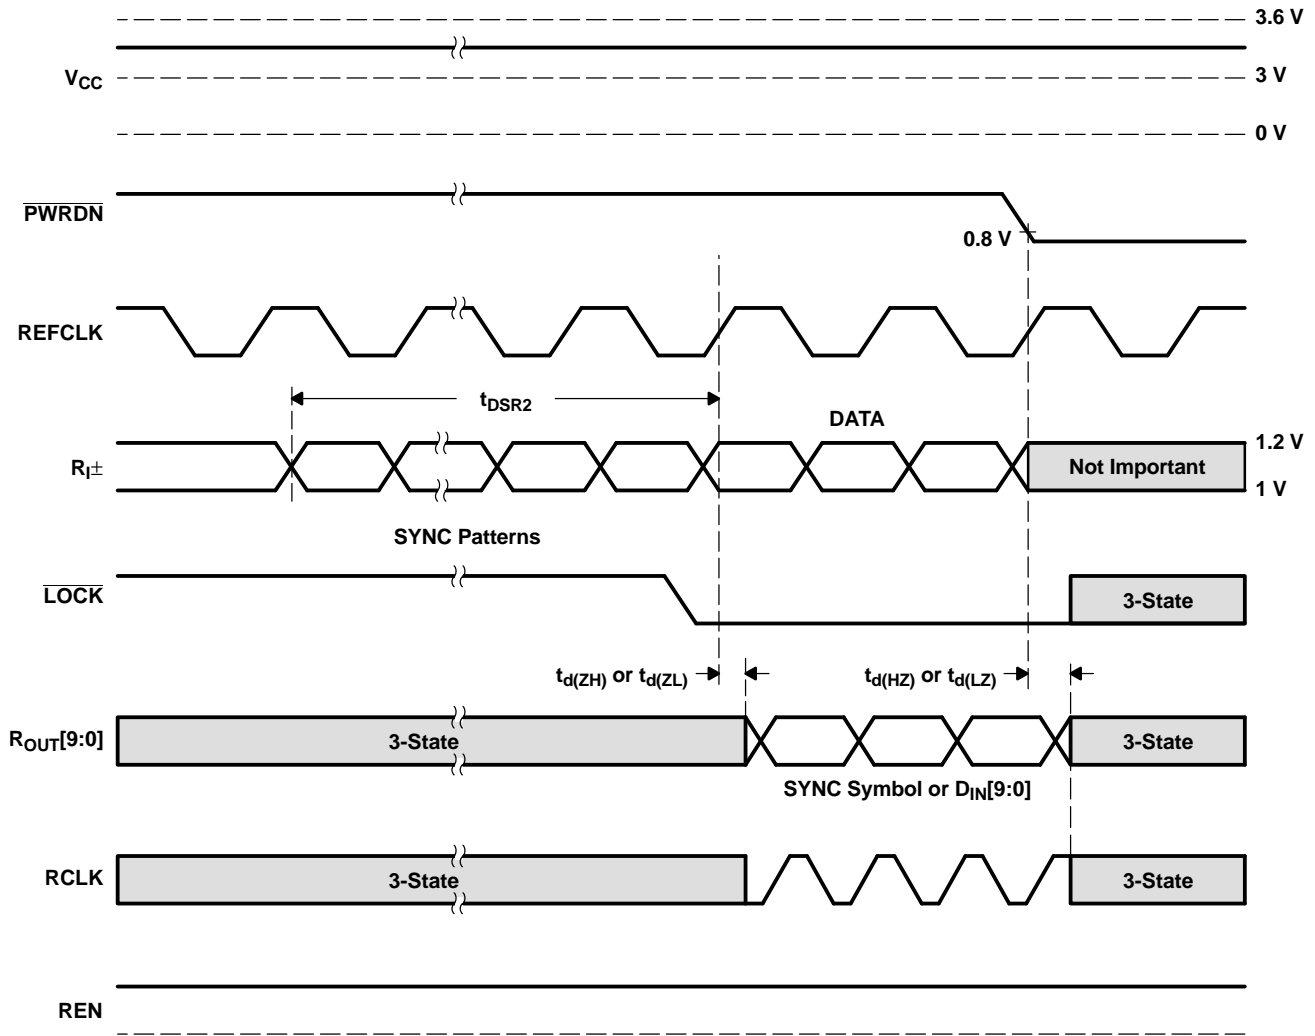 3.6 V
VCC
3 V
0 V
PWRDN
0.8 V
REFCLK
tDSR2
DATA
RI±
1.2 V
Not Important
1 V
SYNC Patterns
LOCK
3-State
td(ZH) or td(ZL)
td(HZ) or td(LZ)
ROUT[9:0]
3-State
3-State
SYNC Symbol or DIN[9:0]
RCLK
3-State
3-State
REN